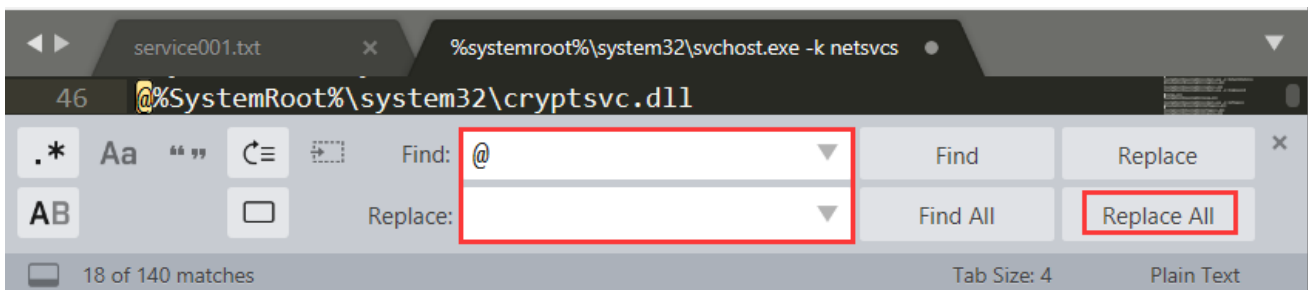 service001.txt × %systemroot%\system32\svchost.exe -k netsvcs
46 @%SystemRoot%\system32\cryptsvc.dll
.* Aa “” Find: @ Find Replace ×
AB Replace: Find All Replace All
18 of 140 matches Tab Size: 4 Plain Text